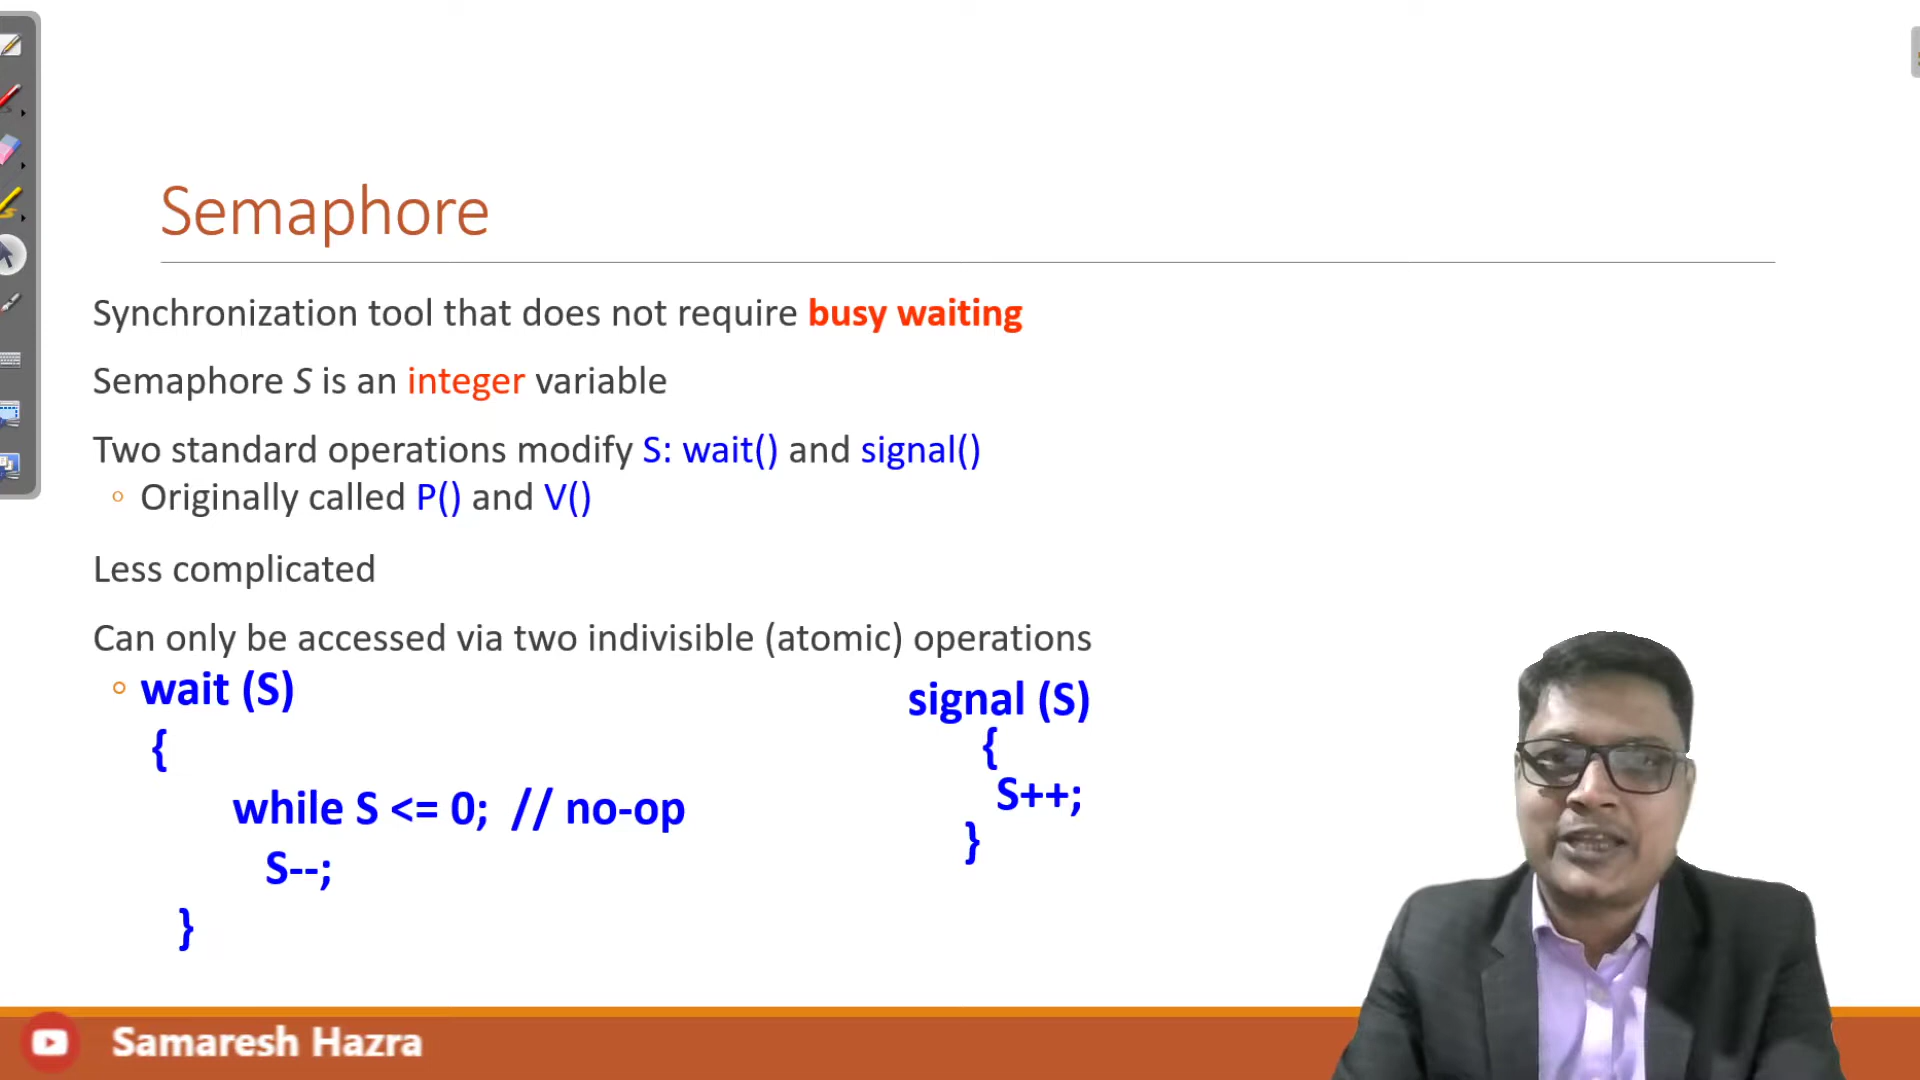 Semaphore
Synchronization tool that does not require busy waiting
Semaphore S is an integer variable
Two standard operations modify S: wait() and signal()
Originally called P() and V()
Less complicated
Can only be accessed via two indivisible (atomic) operations
wait (S)
{
while S <= 0; // no-op
S--;
}
signal (S)
{
S++;
}
Samaresh Hazra